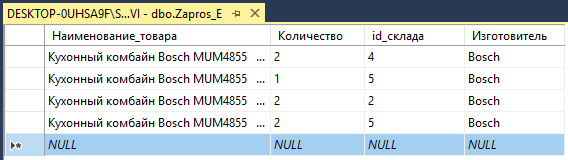 DESKTOP-0UHSA9F\S...VI - dbo.Zapros_E
Наименование_товара Количество id_склада Изготовитель
Кухонный комбайн Bosch MUM4855 ... 2 4 Bosch
Кухонный комбайн Bosch MUM4855 ... 1 5 Bosch
Кухонный комбайн Bosch MUM4855 ... 2 2 Bosch
Кухонный комбайн Bosch MUM4855 ... 2 5 Bosch
NULL NULL NULL NULL